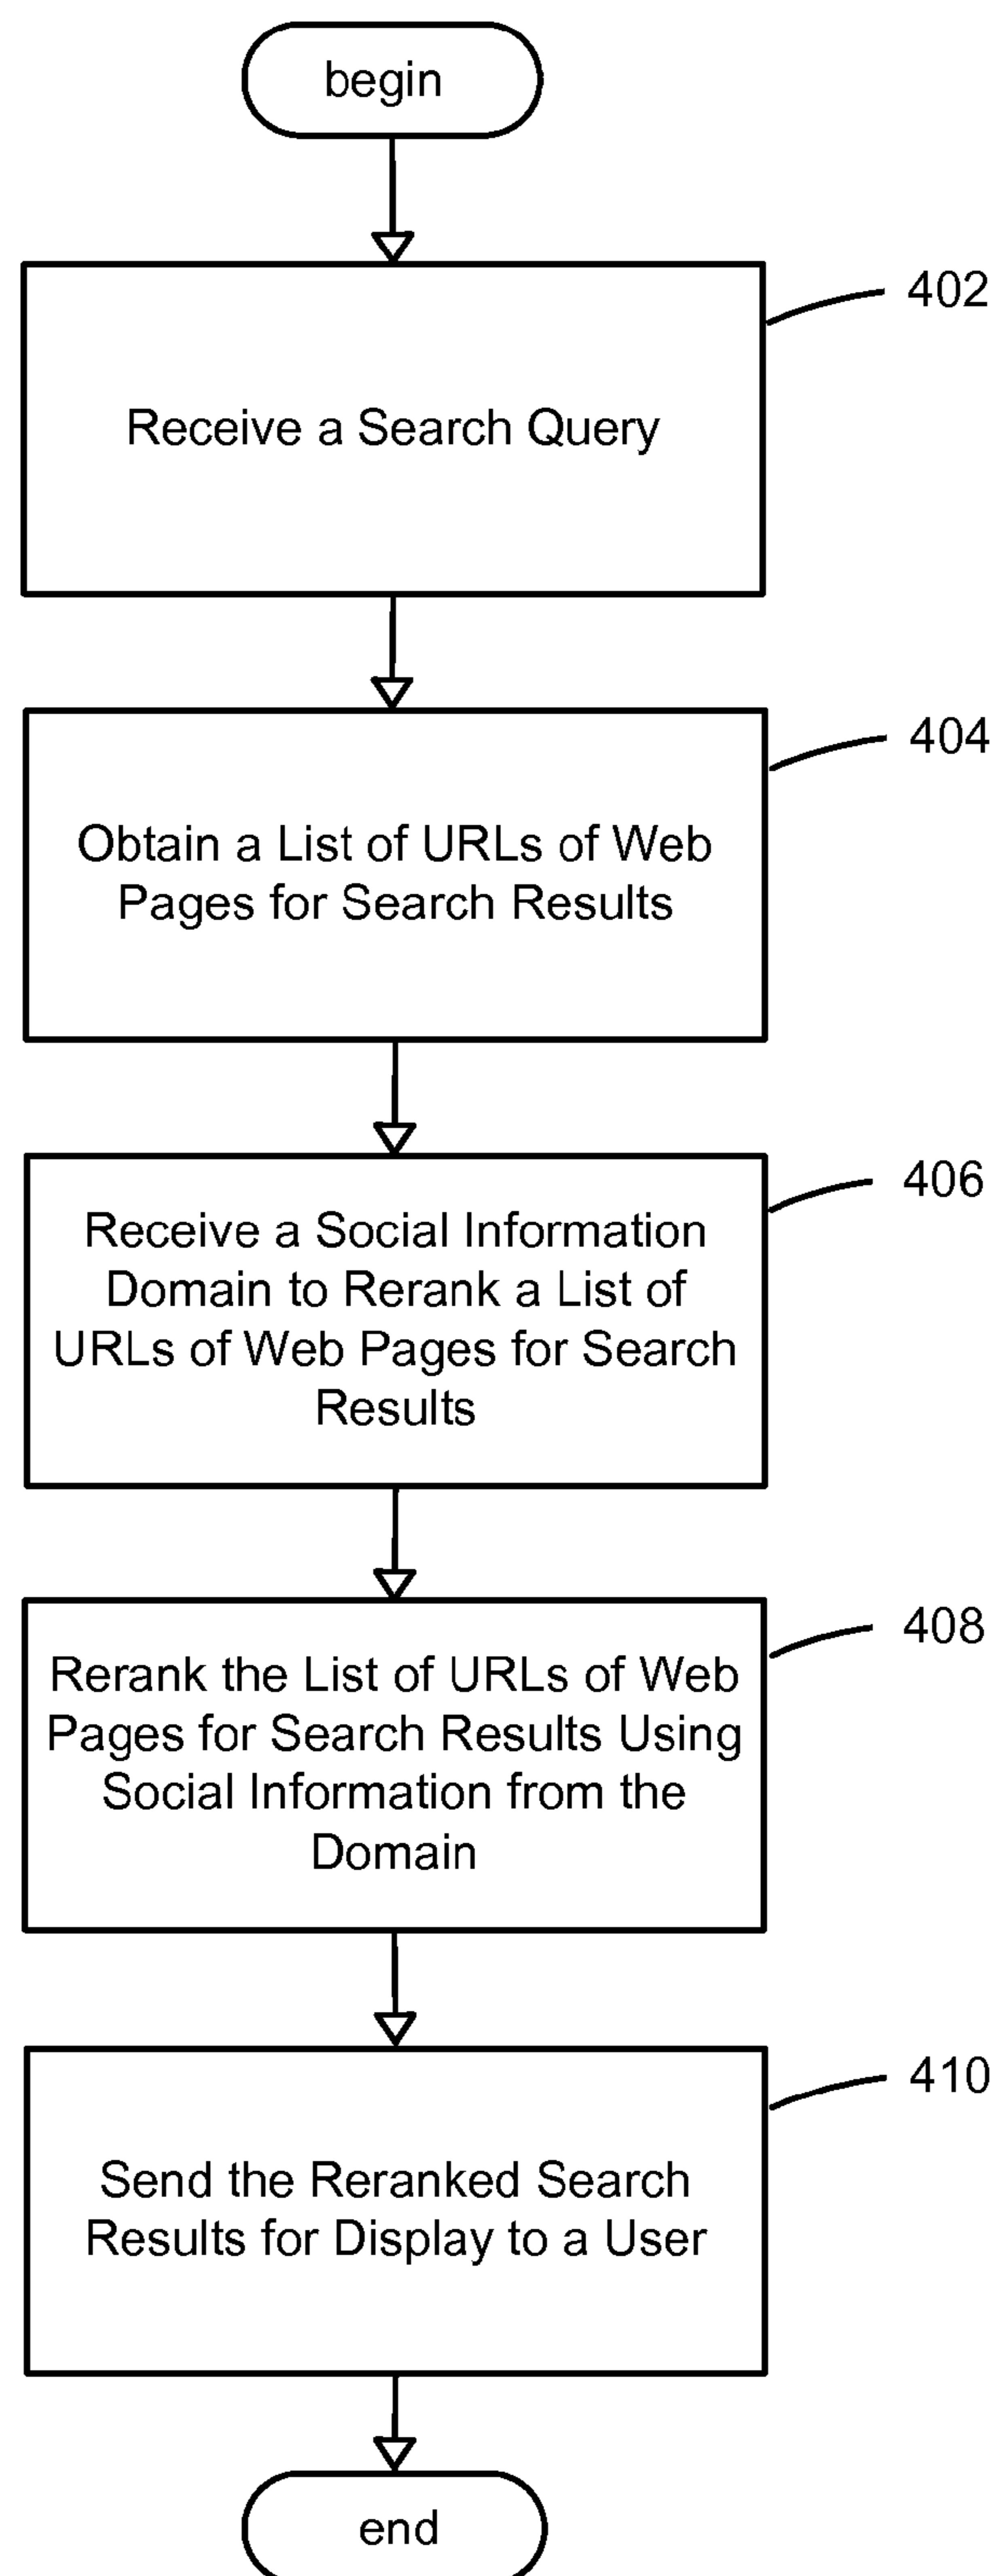 begin
402
Receive a Search Query
404
Obtain a List of URLs of Web
Pages for Search Results
406
Receive a Social Information
Domain to Rerank a List of
URLs of Web Pages for Search
Results
408
Rerank the List of URLs of Web
Pages for Search Results Using
Social Information from the
Domain
410
Send the Reranked Search
Results for Display to a User
end